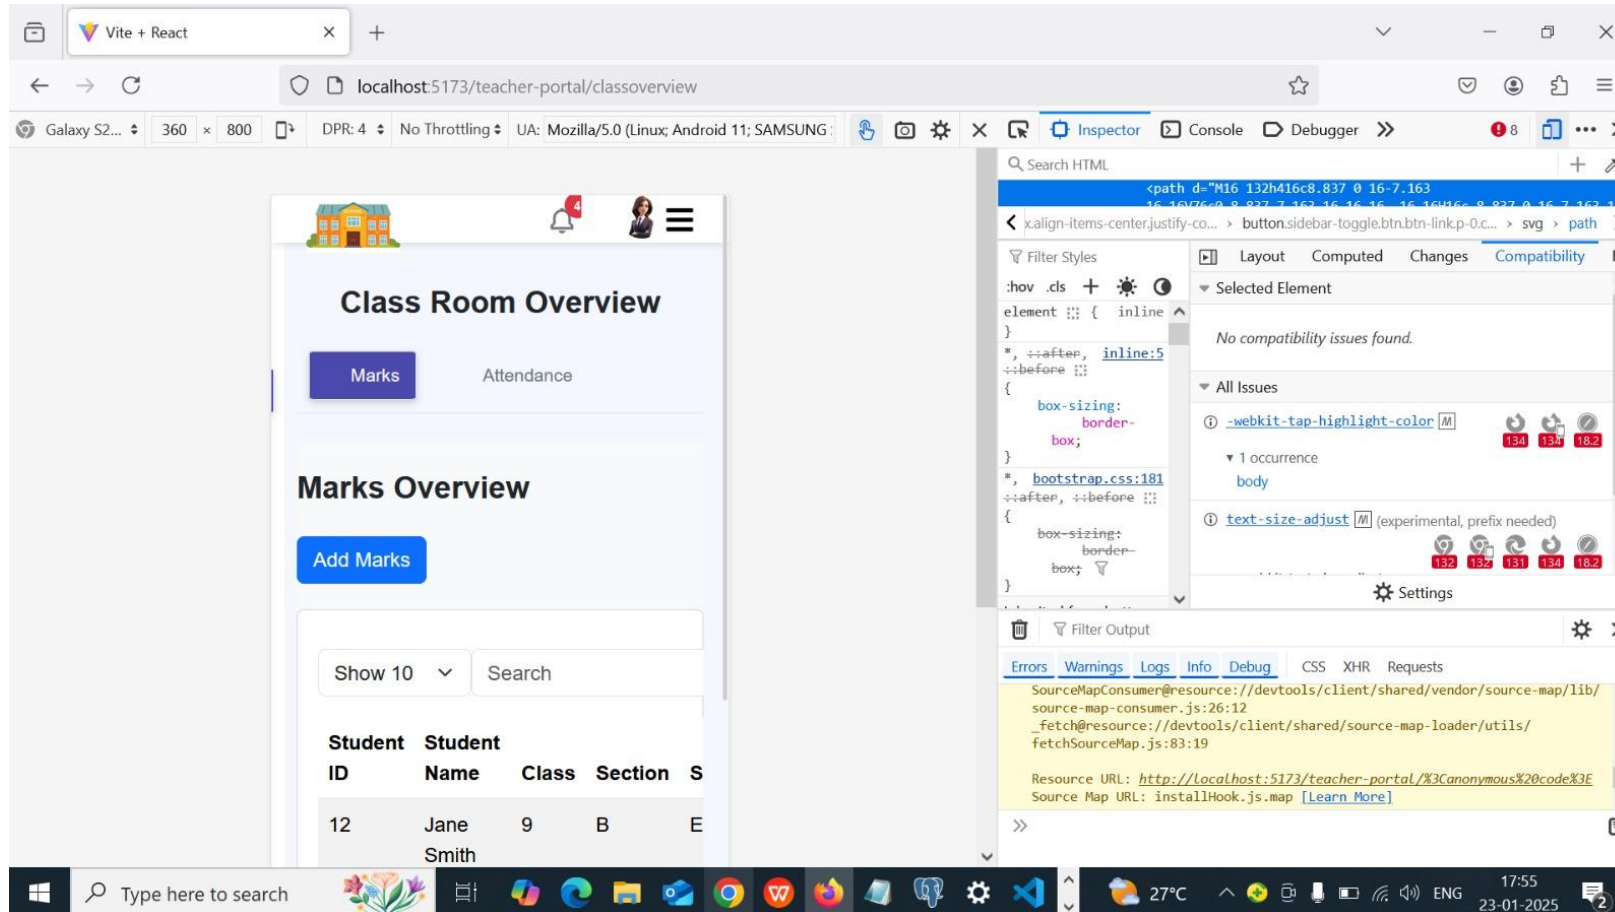 Vite + React
localhost:5173/teacher-portal/classoverview
Galaxy S2... 360 × 800 DPR: 4 No Throttling UA: Mozilla/5.0 (Linux; Android 11; SAMSUNG
Inspector Console Debugger 8
Search HTML
<path d="M16 132h416c8.837 0 16-7.163
x.align-items-center.justify-co... > button.sidebar-toggle.btn.btn-link.p-0.c... > svg > path
Filter Styles
Layout Computed Changes Compatibility
:hov .cls
element { inline
}
*, ::after, inline:5
::before
{
box-sizing:
border-
box;
}
*, bootstrap.css:181
::after, ::before
{
box-sizing:
border-
box;
}
Selected Element
No compatibility issues found.
All Issues
-webkit-tap-highlight-color M
134 134 18.2
1 occurrence
body
text-size-adjust M (experimental, prefix needed)
132 132 131 134 18.2
Settings
4
Class Room Overview
Marks Attendance
Marks Overview
Add Marks
Show 10 Search
Student ID Student Name Class Section S
12 Jane Smith 9 B E
Filter Output
Errors Warnings Logs Info Debug CSS XHR Requests
SourceMapConsumer@resource://devtools/client/shared/vendor/source-map/lib/
source-map-consumer.js:26:12
_fetch@resource://devtools/client/shared/source-map-loader/utils/
fetchSourceMap.js:83:19
Resource URL: http://localhost:5173/teacher-portal/%3Canonymous%20code%3E
Source Map URL: installHook.js.map [Learn More]
Type here to search
27°C ENG 17:55
23-01-2025 2